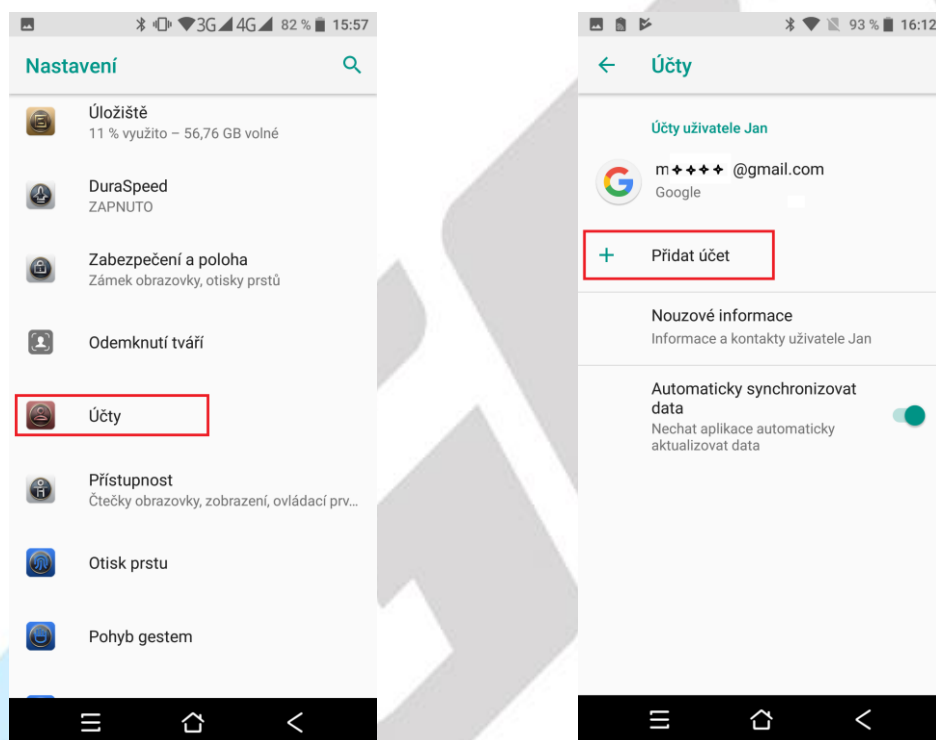 3G 4G 82 % 15:57
Nastavení
Úložiště
11 % využito – 56,76 GB volné
DuraSpeed
ZAPNUTO
Zabezpečení a poloha
Zámek obrazovky, otisky prstů
Odemknutí tváří
Účty
Přístupnost
Čtečky obrazovky, zobrazení, ovládací prv...
Otisk prstu
Pohyb gestem
93 % 16:12
Účty
Účty uživatele Jan
m✦✦✦✦ @gmail.com
Google
Přidat účet
Nouzové informace
Informace a kontakty uživatele Jan
Automaticky synchronizovat
data
Nechat aplikace automaticky
aktualizovat data